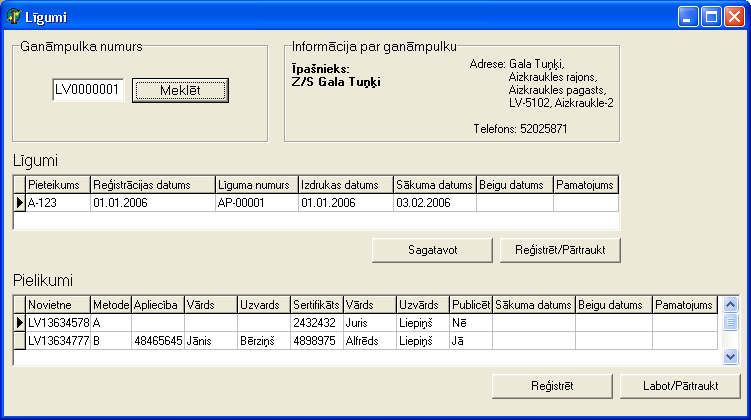 Līgumi
Ganāmpulka numurs
LV0000001
Meklēt
Informācija par ganāmpulku
Īpašnieks:
Z/S Gala Tuņķi
Adrese: Gala Tuņķi,
Aizkraukles rajons,
Aizkraukles pagasts,
LV-5102, Aizkraukle-2
Telefons: 52025871
Līgumi
Pieteikums Reģistrācijas datums Līguma numurs Izdrukas datums Sākuma datums Beigu datums Pamatojums
A-123 01.01.2006 AP-00001 01.01.2006 03.02.2006
Sagatavot Reģistrēt/Pārtraukt
Pielikumi
Novietne Metode Apliecība Vārds Uzvards Sertifikāts Vārds Uzvārds Publicēt Sākuma datums Beigu datums Pamatojums
LV13634578 A 2432432 Juris Liepiņš Nē
LV13634777 B 48465645 Jānis Bērziņš 4898975 Alfrēds Liepiņš Jā
Reģistrēt Labot/Pārtraukt